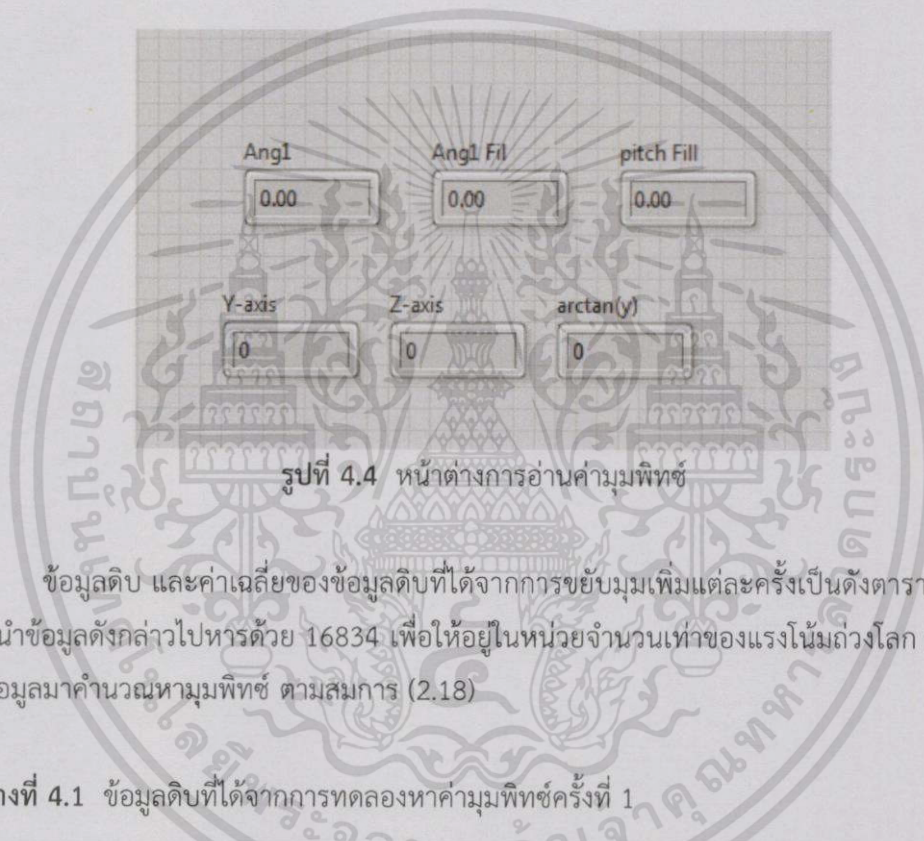 Ang1 Ang1 Fil pitch Fill
0.00 0.00 0.00
Y-axis Z-axis arctan(y)
0 0 0
รูปที่ 4.4 หน้าต่างการอ่านค่ามุมพิทซ์
ข้อมูลดิบ และค่าเฉลี่ยของข้อมูลดิบที่ได้จากการขยับมุมเพิ่มแต่ละครั้งเป็นดังตารา
นำข้อมูลดังกล่าวไปหารด้วย 16834 เพื่อให้อยู่ในหน่วยจำนวนเท่าของแรงโน้มถ่วงโลก
อมูลมาคำนวณหามุมพิทซ์ ตามสมการ (2.18)
างที่ 4.1 ข้อมูลดิบที่ได้จากการทดลองหาค่ามุมพิทซ์ครั้งที่ 1